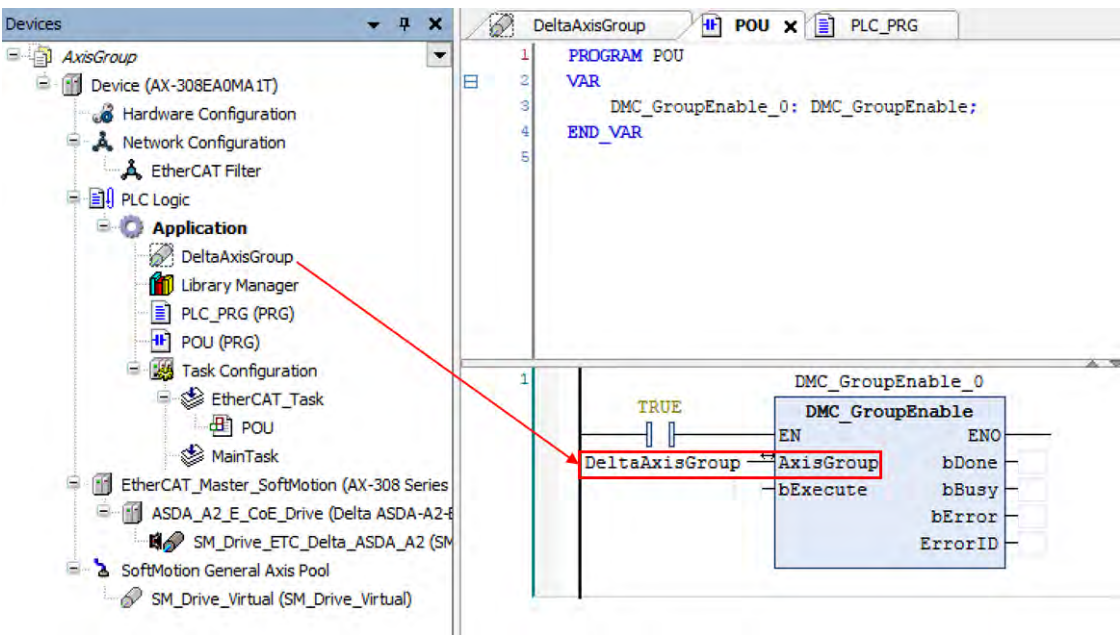 Devices
AxisGroup
Device (AX-308EA0MA1T)
Hardware Configuration
Network Configuration
EtherCAT Filter
PLC Logic
Application
DeltaAxisGroup
Library Manager
PLC_PRG (PRG)
POU (PRG)
Task Configuration
EtherCAT_Task
POU
MainTask
EtherCAT_Master_SoftMotion (AX-308 Series
ASDA_A2_E_CoE_Drive (Delta ASDA-A2-E
SM_Drive_ETC_Delta_ASDA_A2 (SM
SoftMotion General Axis Pool
SM_Drive_Virtual (SM_Drive_Virtual)
DeltaAxisGroup POU PLC_PRG
1 PROGRAM POU
2 VAR
3 DMC_GroupEnable_0: DMC_GroupEnable;
4 END_VAR
5
1 DMC_GroupEnable_0
TRUE DMC_GroupEnable
EN ENO
DeltaAxisGroup AxisGroup bDone
bExecute bBusy
bError
ErrorID